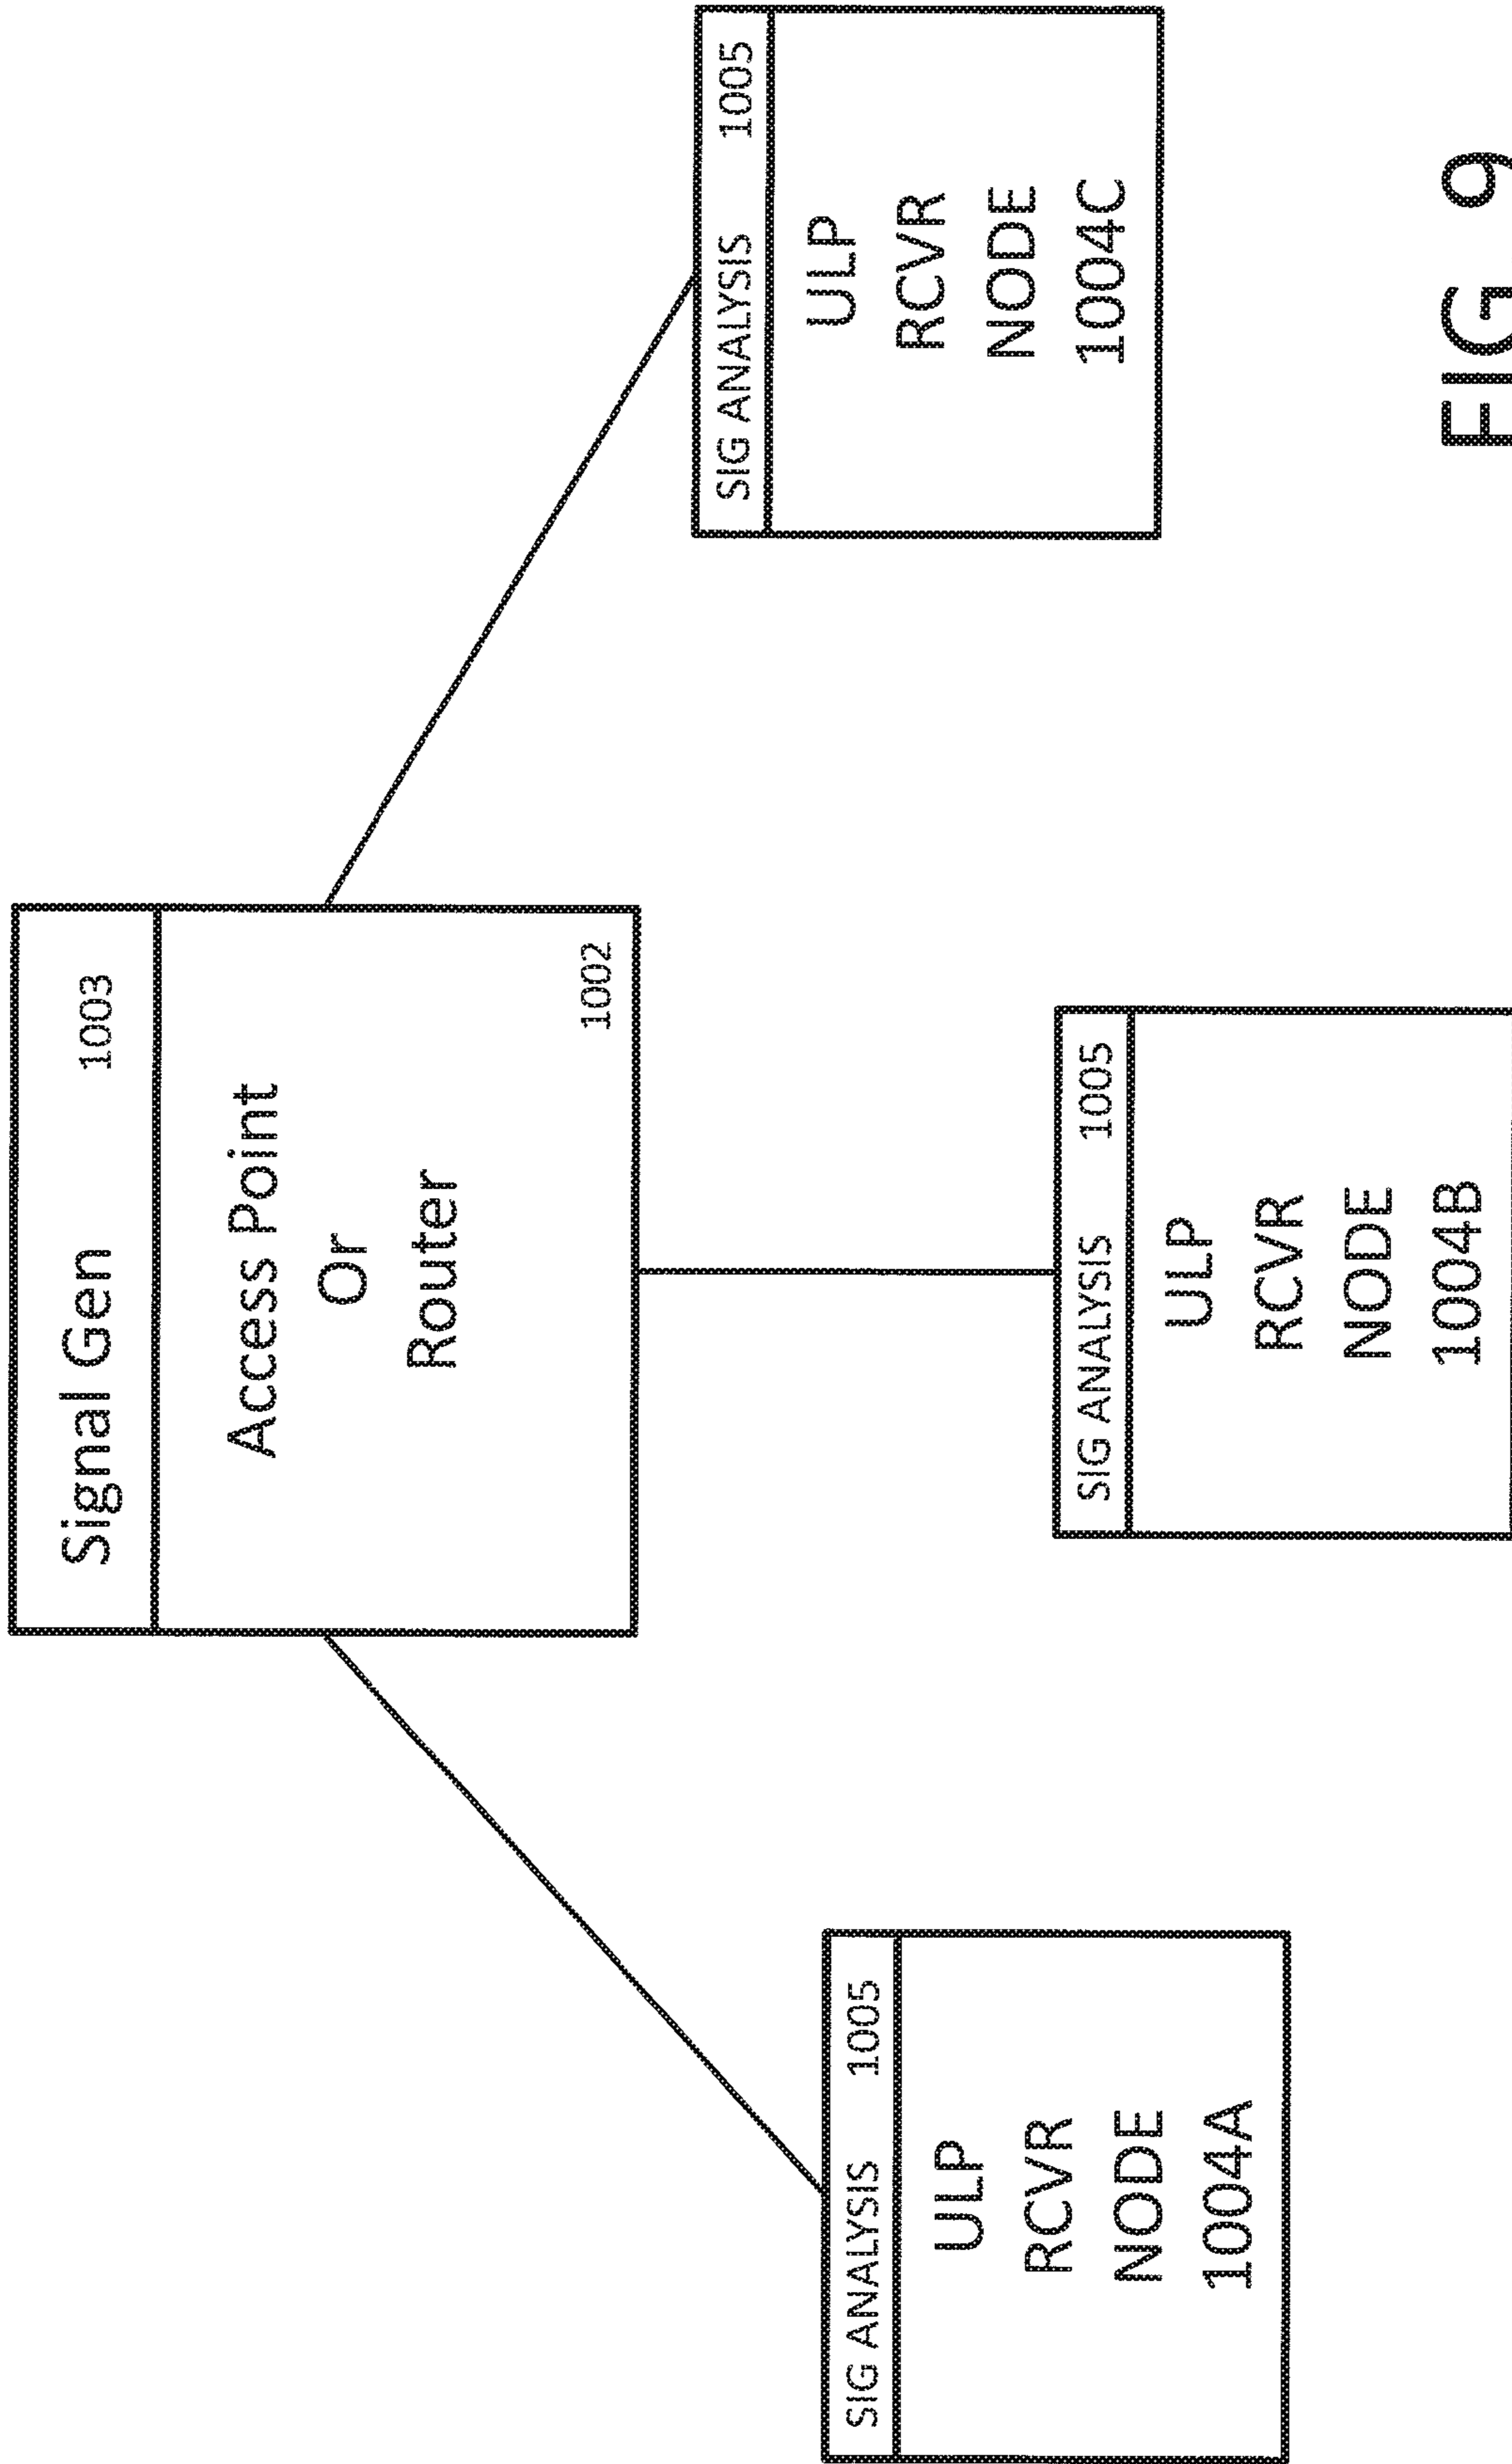 Signal Gen 1003
Access Point
Or
Router
1002
SIG ANALYSIS 1005
ULP
RCVR
NODE
1004A
SIG ANALYSIS 1005
ULP
RCVR
NODE
1004B
SIG ANALYSIS 1005
ULP
RCVR
NODE
1004C
FIG. 9